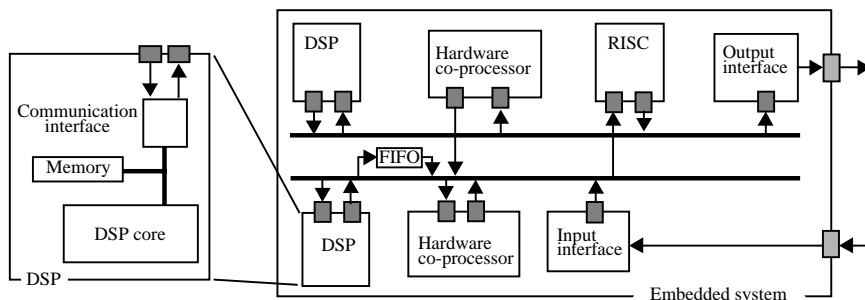 Communication
interface
Memory
DSP core
DSP
DSP
Hardware
co-processor
RISC
Output
interface
FIFO
DSP
Hardware
co-processor
Input
interface
Embedded system